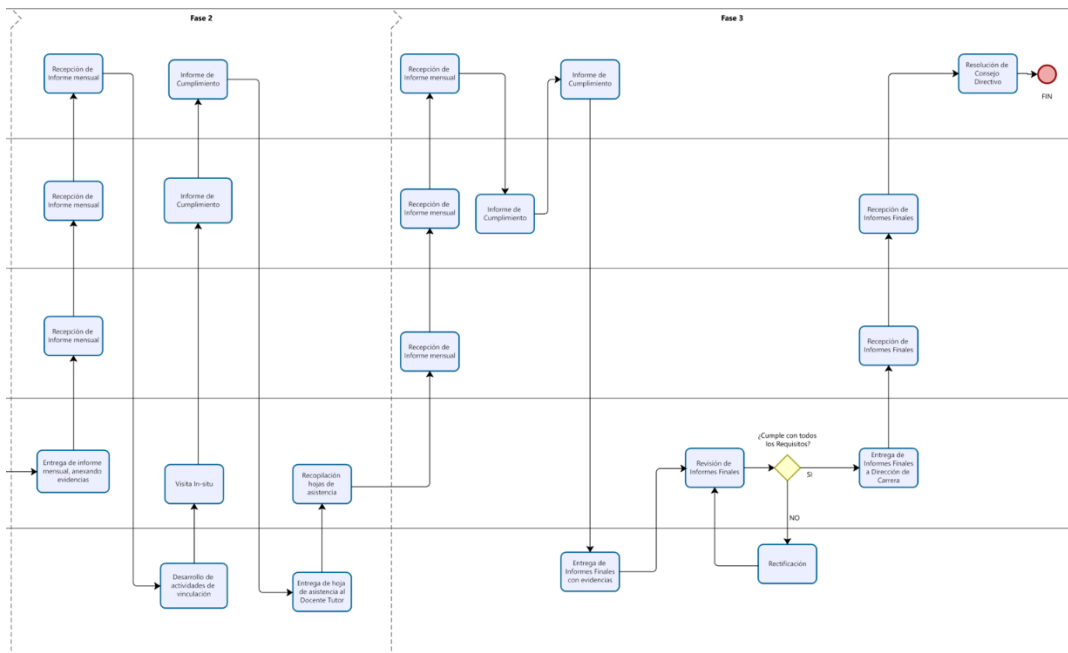 Fase 2
Fase 3
Recepción de
Informe mensual
Informe de
Cumplimiento
Recepción de
Informe mensual
Informe de
Cumplimiento
Resolución de
Consejo
Directivo
FIN
Recepción de
Informe mensual
Informe de
Cumplimiento
Recepción de
Informe mensual
Informe de
Cumplimiento
Recepción de
Informes Finales
Recepción de
Informe mensual
Recepción de
Informe mensual
Recepción de
Informes Finales
Entrega de informe
mensual, anexando
evidencias
Visita In-situ
Recopilación
hojas de
asistencia
Revisión de
Informes Finales
¿Cumple con todos
los Requisitos?
SI
NO
Entrega de
Informes Finales
a Dirección de
Carrera
Desarrollo de
actividades de
vinculación
Entrega de hoja
de asistencia al
Docente Tutor
Entrega de
Informes Finales
con evidencias
Rectificación